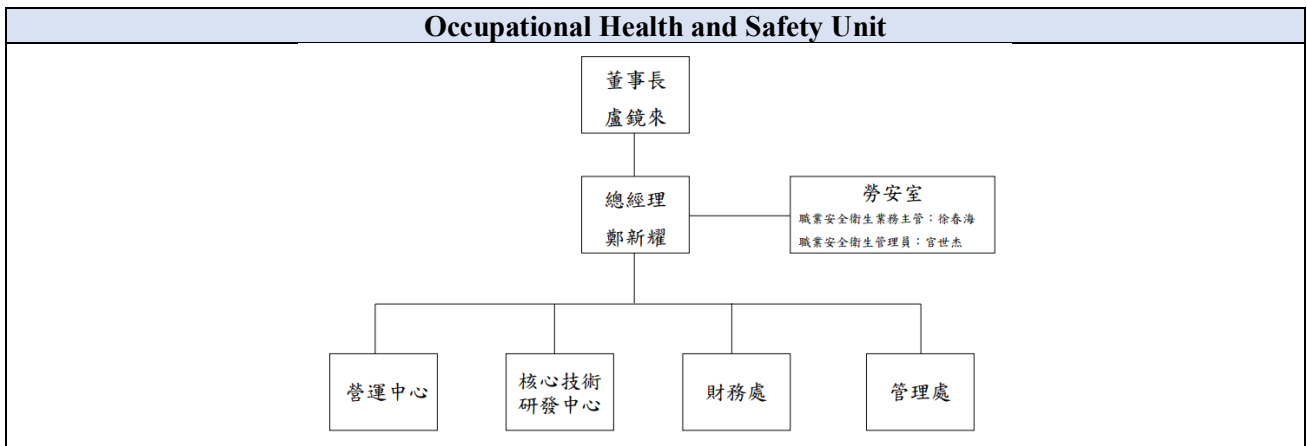 Occupational Health and Safety Unit
董事長
盧鏡來
總經理
鄭新耀
勞安室
職業安全衛生業務主管：徐春海
職業安全衛生管理員：官世杰
營運中心
核心技術
研發中心
財務處
管理處